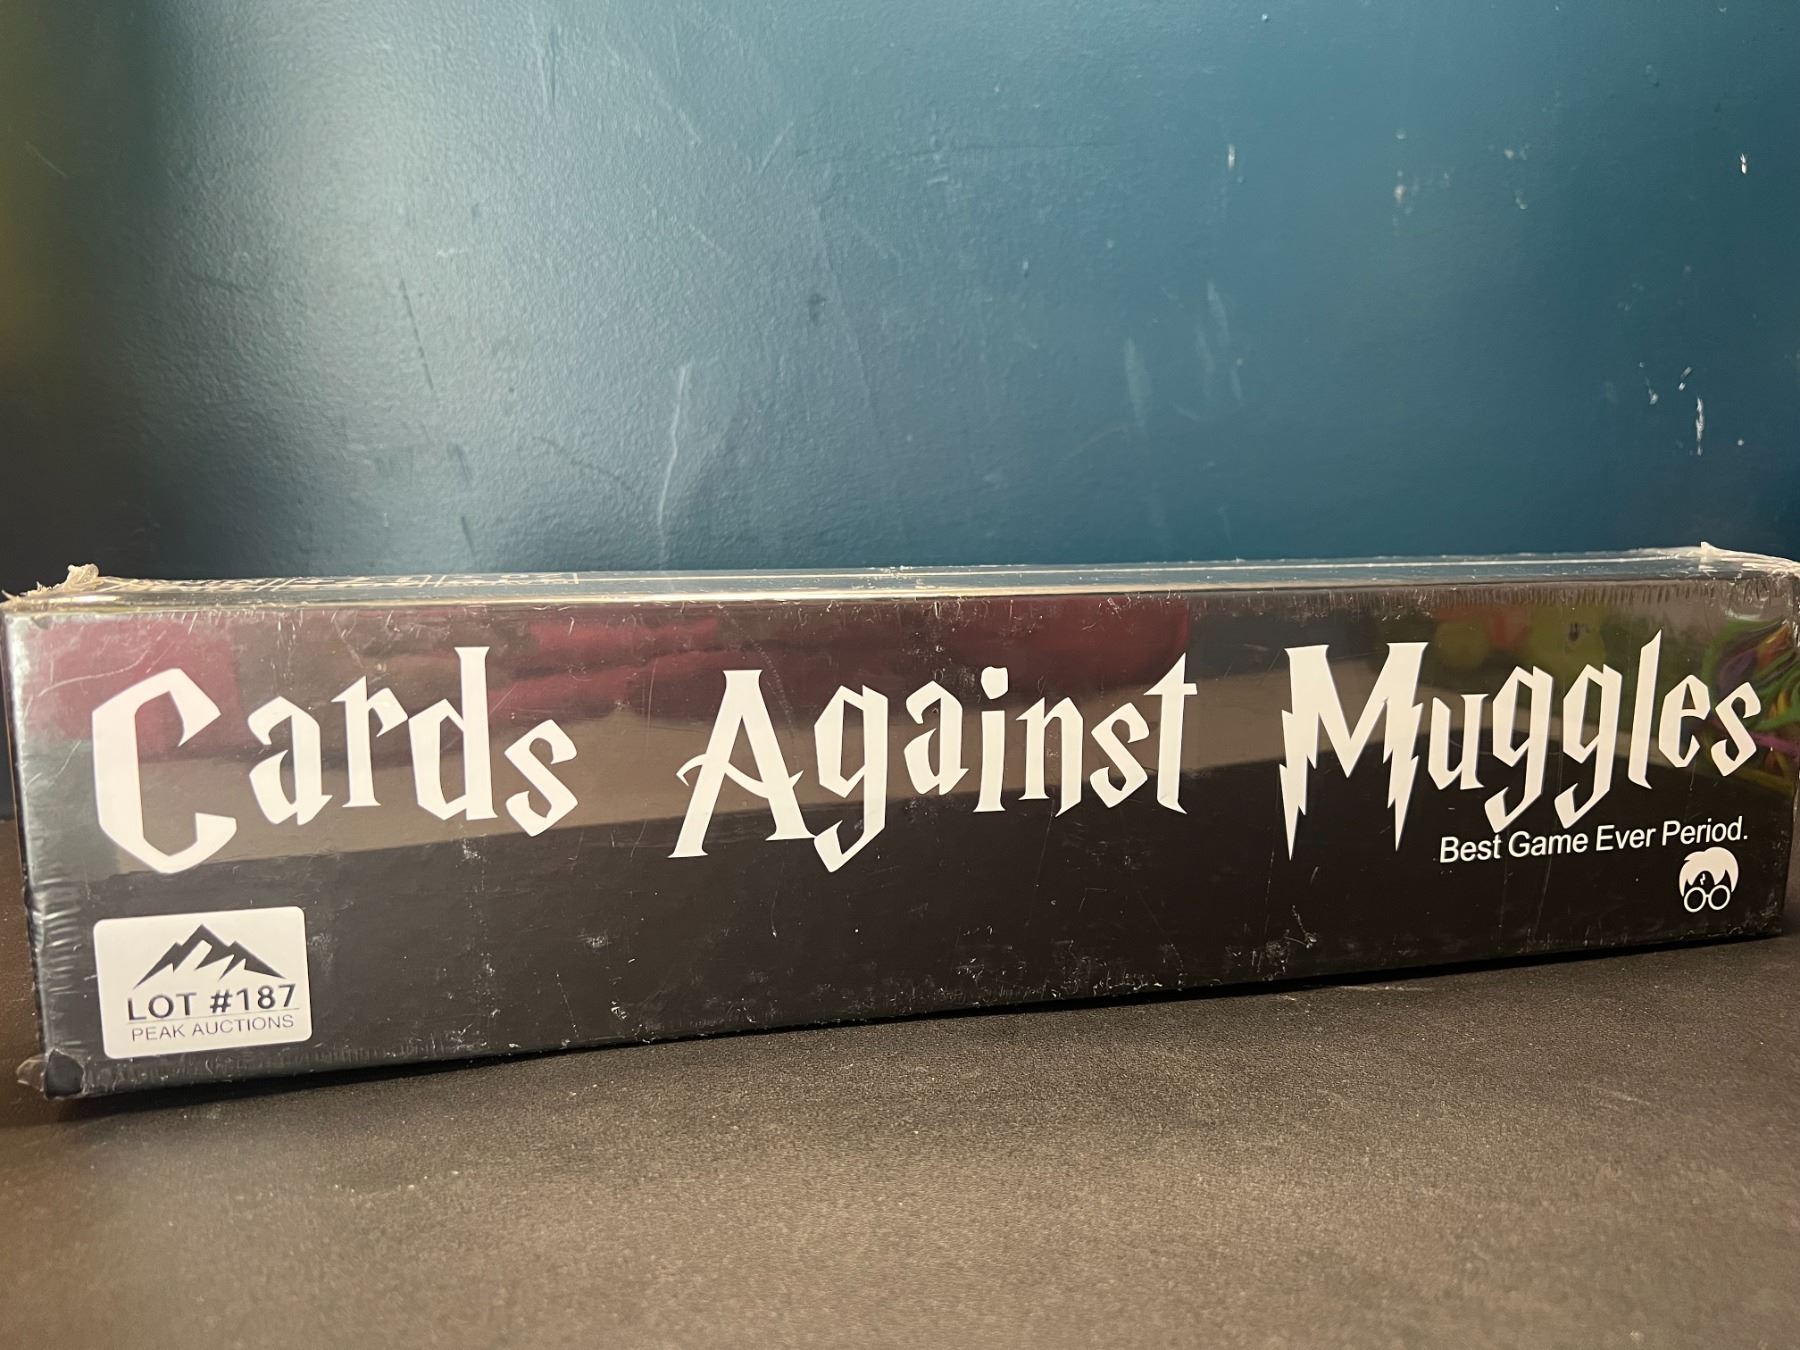 Cards Against Muggles
Best Game Ever Period.
LOT #187
PEAK AUCTIONS